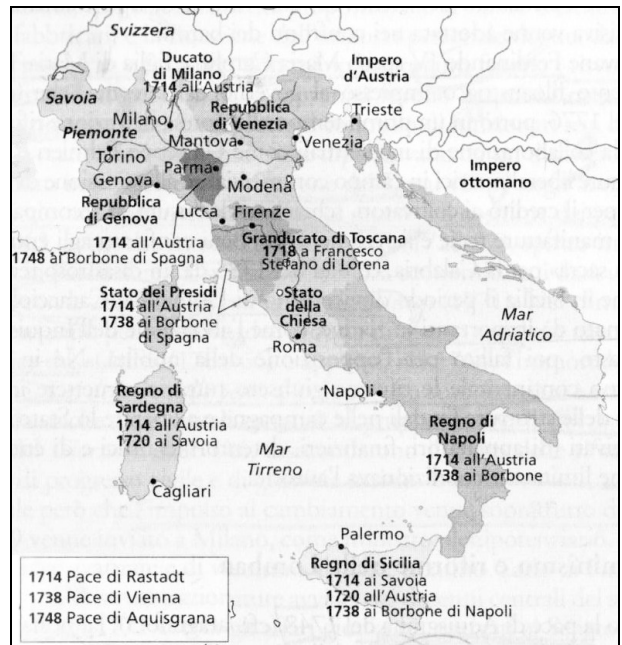 Svizzera
Ducato
di Milano
1714 all'Austria
Impero
d'Austria
Savoia
Piemonte
Milano
Repubblica
di Venezia
Trieste
Mantova
Venezia
Torino
Parma
Genova
Modena
Impero
ottomano
Repubblica
di Genova
Lucca
Firenze
1714 all'Austria
1748 ai Borbone di Spagna
Granducato di Toscana
1718 a Francesco
Stefano di Lorena
Stato dei Presidi
1714 all'Austria
1738 ai Borbone
di Spagna
Stato
della
Chiesa
Roma
Mar
Adriatico
Napoli
Regno di
Sardegna
1714 all'Austria
1720 ai Savoia
Regno di
Napoli
1714 all'Austria
1738 ai Borbone
Mar
Tirreno
Cagliari
Palermo
Regno di Sicilia
1714 ai Savoia
1720 all'Austria
1738 ai Borbone di Napoli
1714 Pace di Rastadt
1738 Pace di Vienna
1748 Pace di Aquisgrana